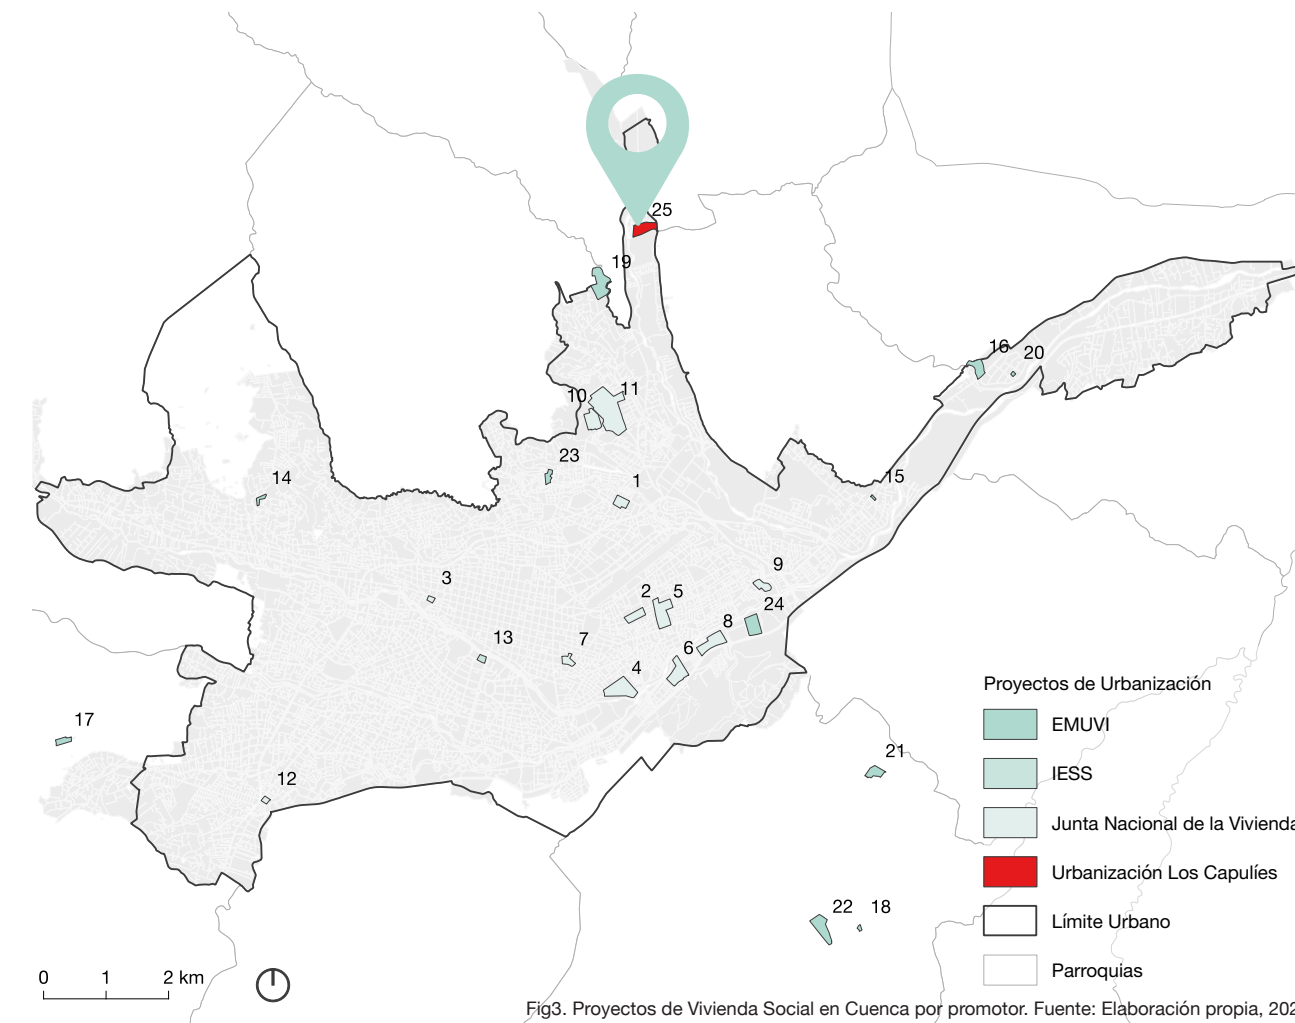 25
19
16
20
10
11
23
1
14
15
3
9
2
5
24
13
7
8
6
4
17
12
21
22
18
Proyectos de Urbanización
EMUVI
IESS
Junta Nacional de la Vivienda
Urbanización Los Capulíes
Límite Urbano
Parroquias
0 1 2 km
Fig3. Proyectos de Vivienda Social en Cuenca por promotor. Fuente: Elaboración propia, 202